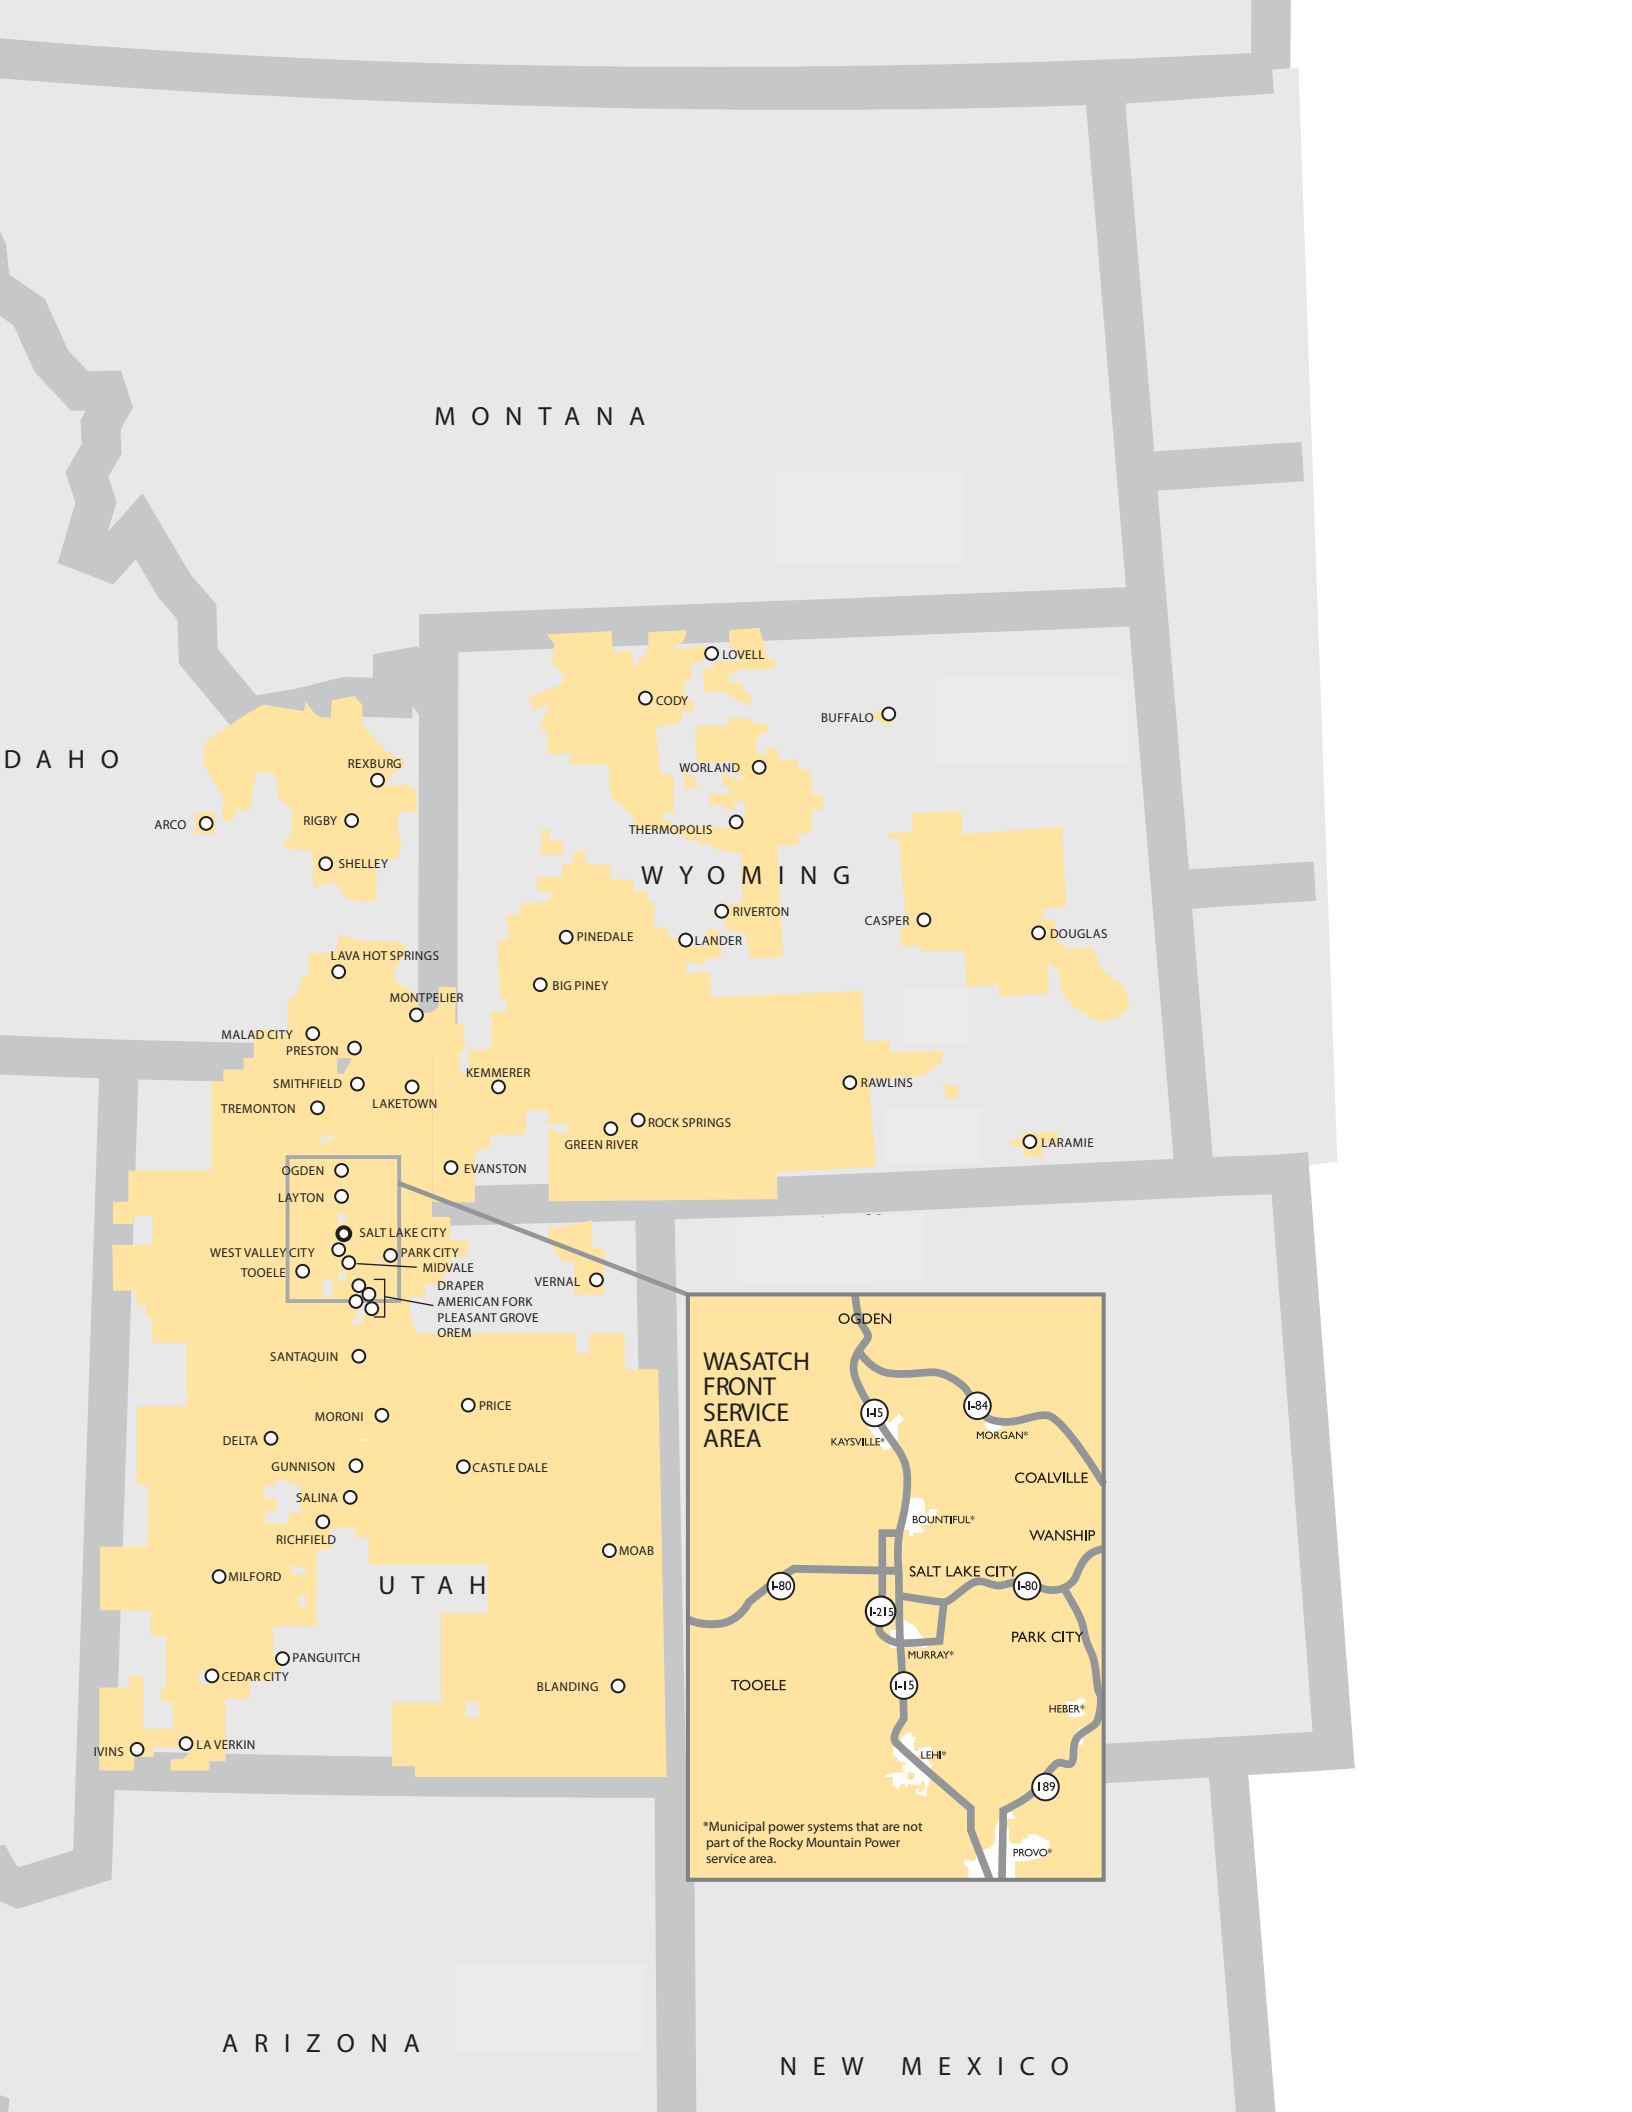 MONTANA
LOVELL
CODY
BUFFALO
DAHO
REXBURG
WORLAND
ARCO
RIGBY
THERMOPOLIS
SHELLEY
WYOMING
RIVERTON
CASPER
PINEDALE
LANDER
DOUGLAS
LAVA HOT SPRINGS
BIG PINEY
MONTPELIER
MALAD CITY
PRESTON
KEMMERER
SMITHFIELD
RAWLINS
LAKETOWN
TREMONTON
ROCK SPRINGS
GREEN RIVER
LARAMIE
OGDEN
EVANSTON
LAYTON
SALT LAKE CITY
WEST VALLEY CITY
PARK CITY
MIDVALE
TOOELE
VERNAL
DRAPER
AMERICAN FORK
PLEASANT GROVE
OREM
SANTAQUIN
PRICE
MORONI
DELTA
GUNNISON
CASTLE DALE
SALINA
RICHFIELD
MOAB
MILFORD
UTAH
PANGUITCH
CEDAR CITY
BLANDING
LA VERKIN
IVINS
OGDEN
WASATCH
FRONT
SERVICE
AREA
I-84
I-15
KAYSVILLE*
MORGAN*
COALVILLE
BOUNTIFUL*
WANSHIP
SALT LAKE CITY
I-80
I-80
I-215
PARK CITY
MURRAY*
TOOELE
I-15
HEBER*
LEHI*
189
*Municipal power systems that are not
part of the Rocky Mountain Power
service area.
PROVO*
ARIZONA
NEW MEXICO